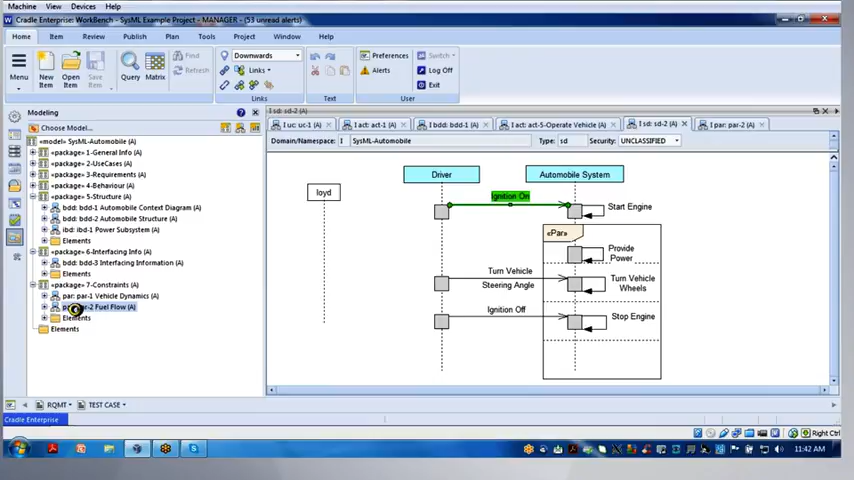 Machine View Devices Help
Cradle Enterprise: WorkBench - SysML Example Project - MANAGER (53 unread alerts)
Home Item Review Publish Plan Tools Project Window Help
Menu
New Item
Open Item
Save Item
Find
Refresh
Query
Matrix
Downwards
Links
Links
Text
Preferences
Alerts
Switch
Log Off
Exit
User
Modeling
Choose Model...
«model» SysML-Automobile (A)
«package» 1-General Info (A)
«package» 2-UseCases (A)
«package» 3-Requirements (A)
«package» 4-Behaviour (A)
«package» 5-Structure (A)
bdd: bdd-1 Automobile Context Diagram (A)
bdd: bdd-2 Automobile Structure (A)
ibd: ibd-1 Power Subsystem (A)
Elements
«package» 6-Interfacing Info (A)
bdd: bdd-3 Interfacing Information (A)
Elements
«package» 7-Constraints (A)
par: par-1 Vehicle Dynamics (A)
par-2 Fuel Flow (A)
Elements
Elements
I sd: sd-2 (A)
I uc: uc-1 (A) I act: act-1 (A) I bdd: bdd-1 (A) I act: act-5-Operate Vehicle (A) I sd: sd-2 (A) I par: par-2 (A)
Domain/Namespace: I SysML-Automobile Type: sd Security: UNCLASSIFIED
loyd
Driver
Automobile System
Ignition On
Start Engine
«Par»
Provide
Power
Turn Vehicle
Steering Angle
Turn Vehicle
Wheels
Ignition Off
Stop Engine
RQMT TEST CASE
Cradle Enterprise
Right Ctrl
11:42 AM